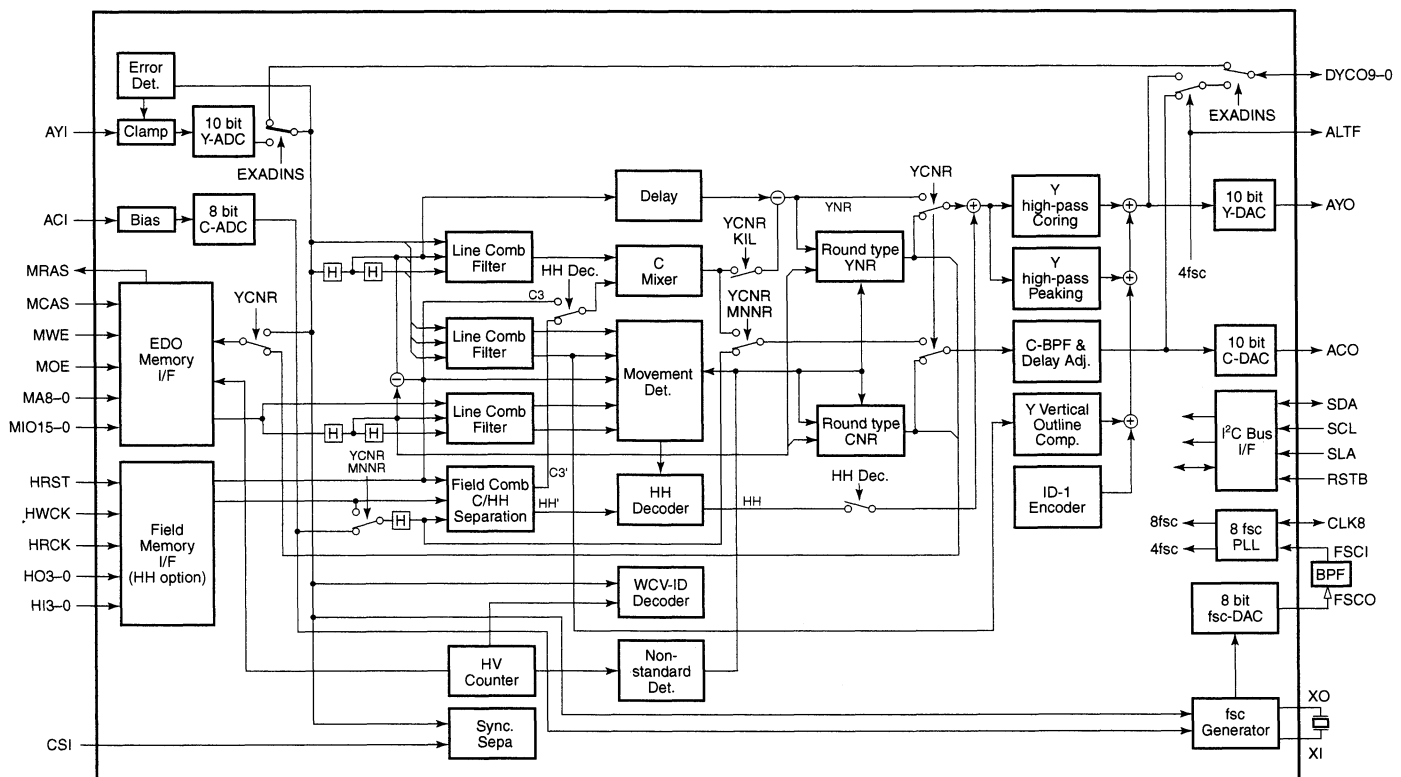 Error
Det.
AYI
Clamp
10 bit
Y-ADC
EXADINS
DYCO9–0
EXADINS
ALTF
ACI
Bias
8 bit
C-ADC
Delay
YNR
YCNR
Y
high-pass
Coring
10 bit
Y-DAC
AYO
MRAS
MCAS
MWE
MOE
MA8–0
MIO15–0
EDO
Memory
I/F
YCNR
H
H
Line Comb
Filter
C
Mixer
YCNR
KIL
Round type
YNR
Y
high-pass
Peaking
4fsc
HH Dec.
C3
YCNR
MNNR
Line Comb
Filter
Movement
Det.
C-BPF &
Delay Adj.
10 bit
C-DAC
ACO
H
H
Line Comb
Filter
Round type
CNR
Y Vertical
Outline
Comp.
I²C Bus
I/F
SDA
SCL
SLA
RSTB
HRST
HWCK
HRCK
HO3–0
HI3–0
Field
Memory
I/F
(HH option)
YCNR
MNNR
H
Field Comb
C/HH
Separation
C3'
HH'
HH
Decoder
HH
HH Dec.
ID-1
Encoder
8fsc
4fsc
8 fsc
PLL
CLK8
FSCI
BPF
FSCO
WCV-ID
Decoder
8 bit
fsc-DAC
HV
Counter
Non-
standard
Det.
CSI
Sync.
Sepa
fsc
Generator
XO
XI